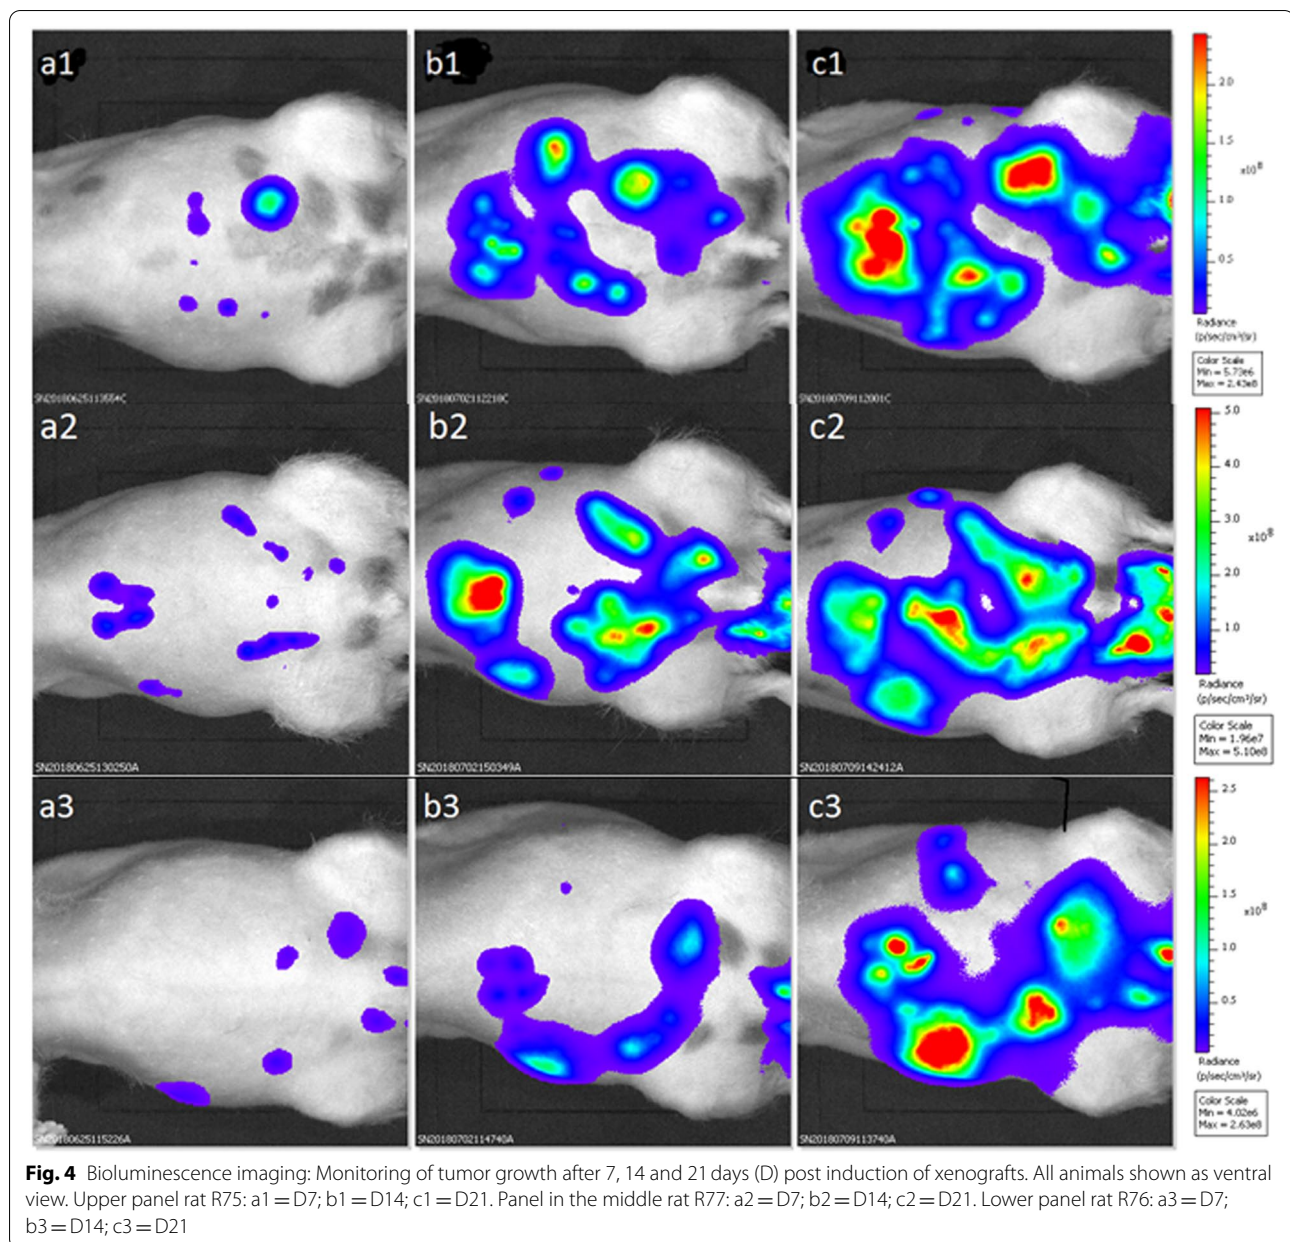 a1
b1
c1
2.0
1.5
x10⁸
1.0
0.5
Radiance
(p/sec/cm²/sr)
Color Scale
Min = 5.73e6
Max = 2.43e8
SN20180702112218C
SN20180709112001C
a2
b2
c2
5.0
4.0
3.0
x10⁸
2.0
1.0
Radiance
(p/sec/cm²/sr)
Color Scale
Min = 1.96e7
Max = 5.10e8
SN20180625130250A
SN20180702150349A
SN20180709142412A
a3
b3
c3
2.5
2.0
1.5
x10⁸
1.0
0.5
Radiance
(p/sec/cm²/sr)
Color Scale
Min = 4.02e6
Max = 2.63e8
SN20180625115226A
SN20180702114740A
SN20180709113740A
Fig. 4 Bioluminescence imaging: Monitoring of tumor growth after 7, 14 and 21 days (D) post induction of xenografts. All animals shown as ventral
view. Upper panel rat R75: a1 = D7; b1 = D14; c1 = D21. Panel in the middle rat R77: a2 = D7; b2 = D14; c2 = D21. Lower panel rat R76: a3 = D7;
b3 = D14; c3 = D21